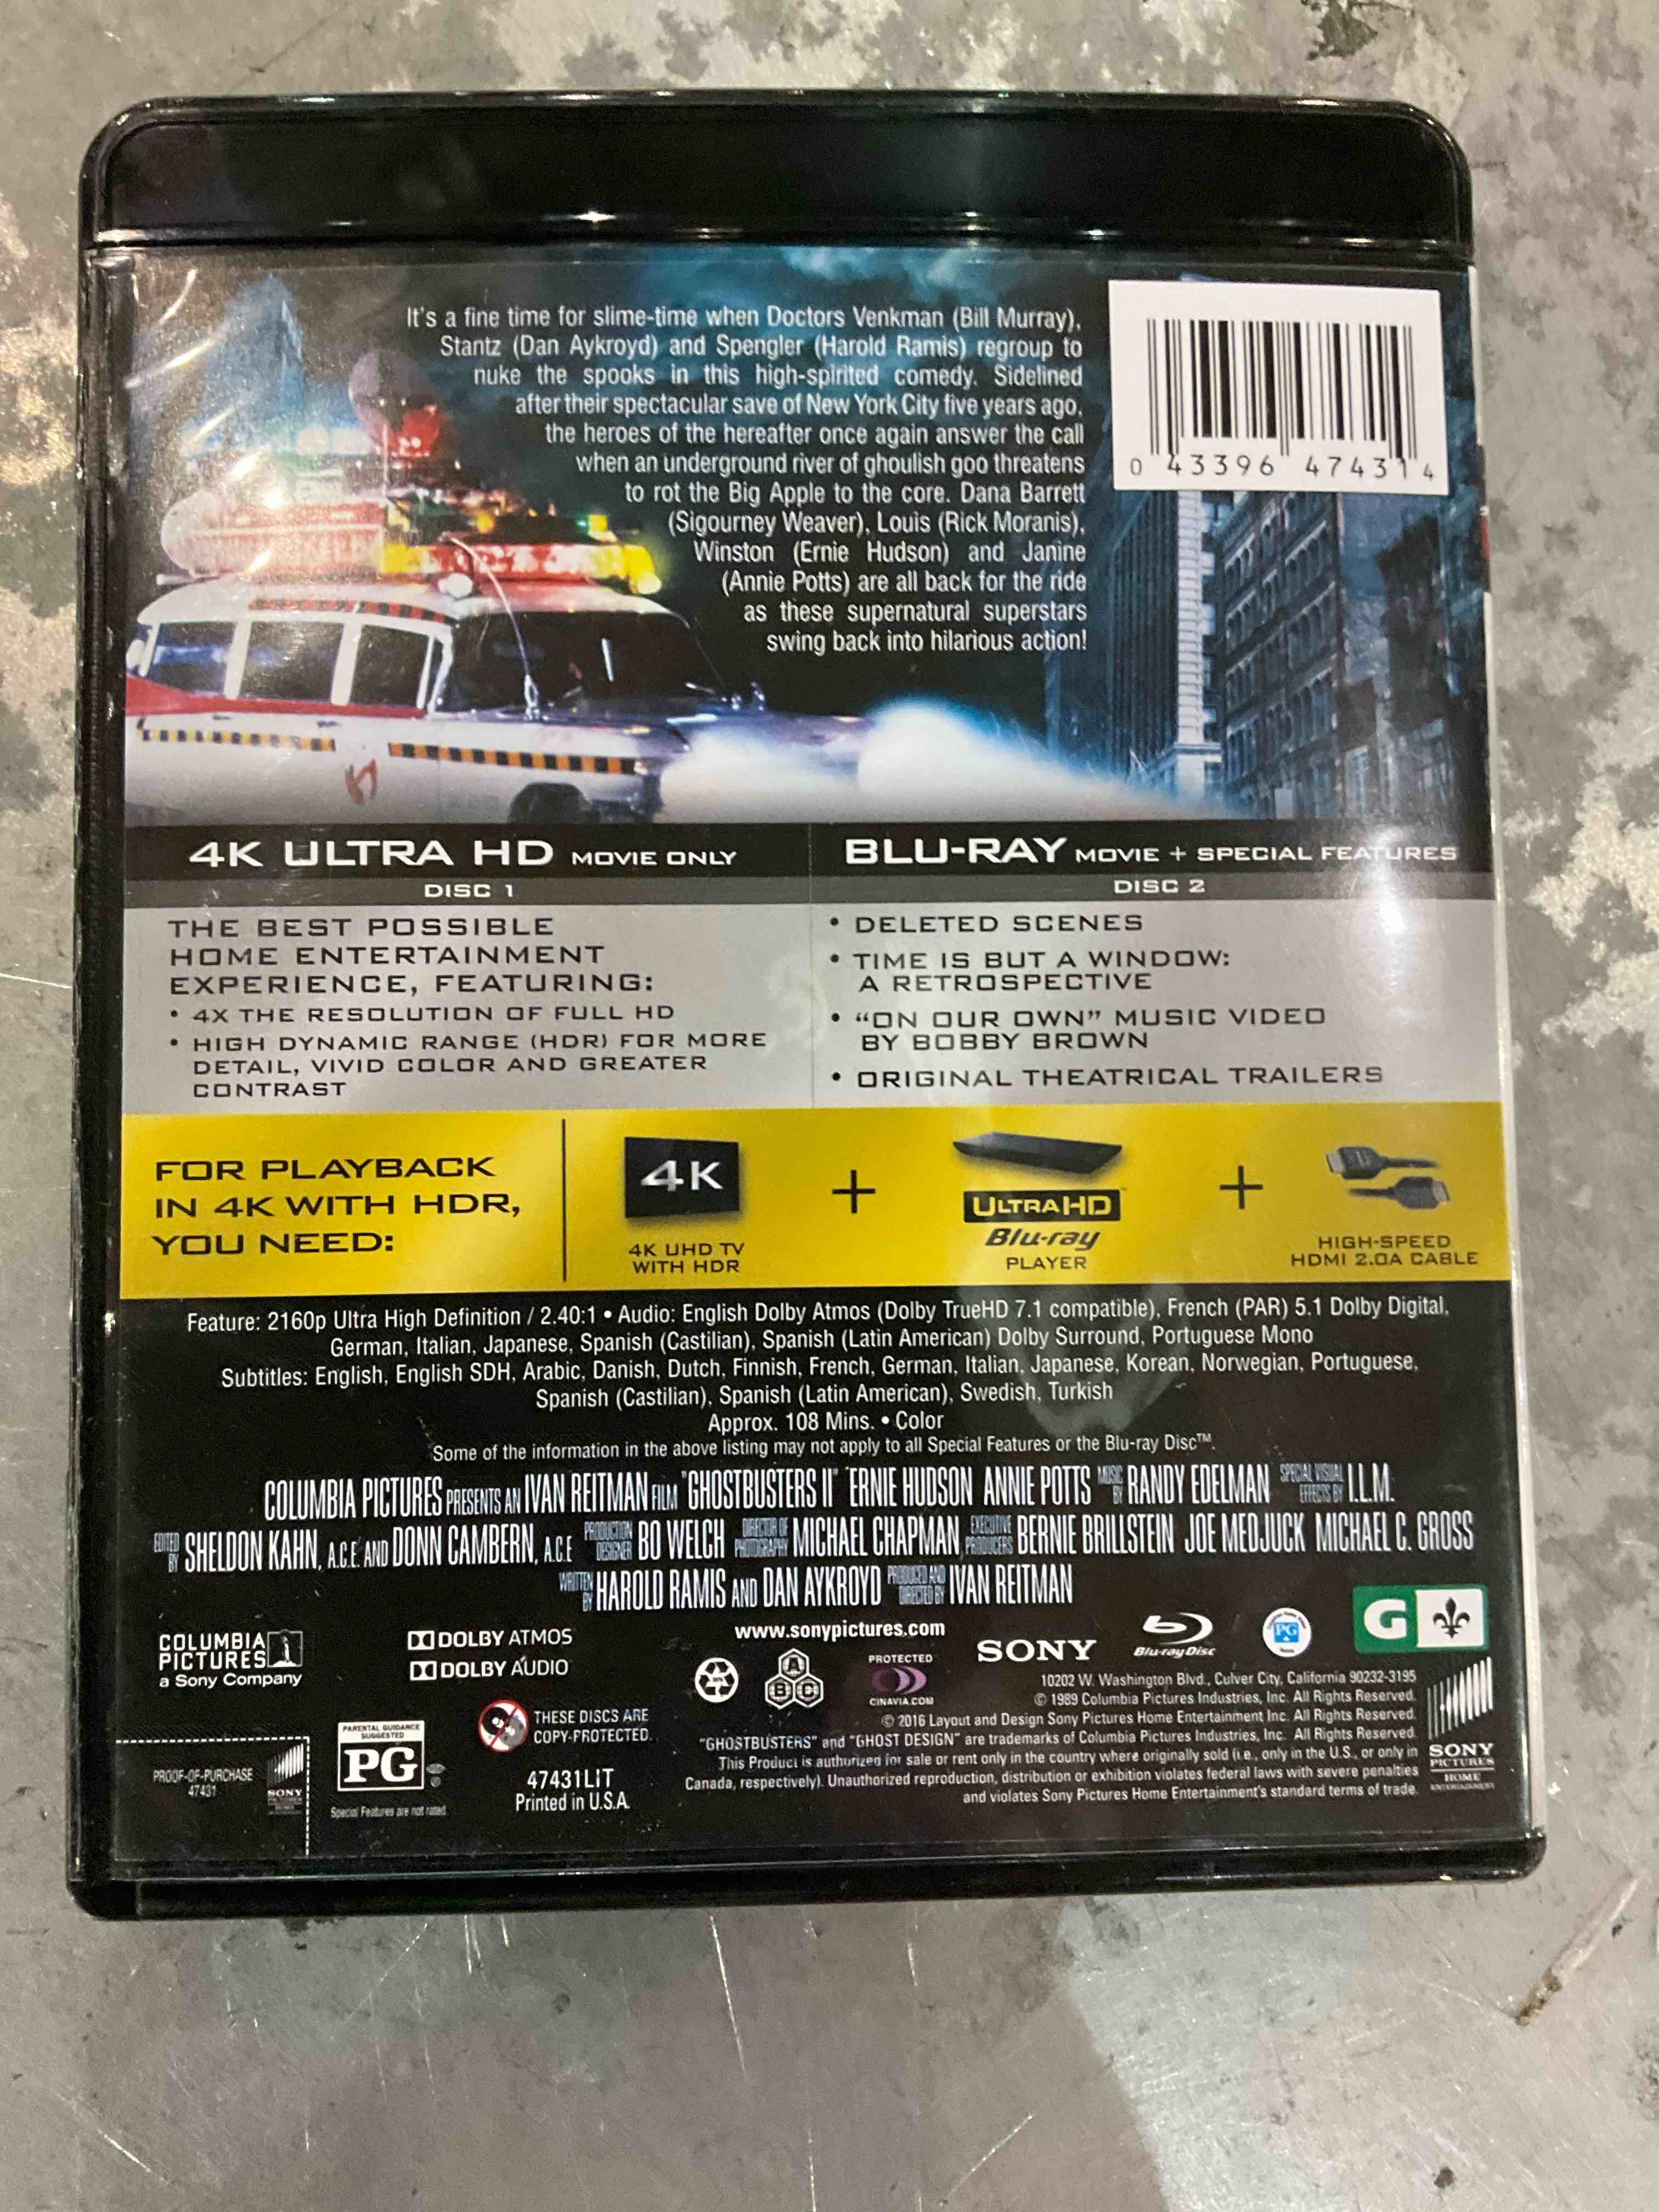 It's a fine time for slime-time when Doctors Venkman (Bill Murray),
Stantz (Dan Aykroyd) and Spengler (Harold Ramis) regroup to
nuke the spooks in this high-spirited comedy. Sidelined
after their spectacular save of New York City five years ago,
the heroes of the hereafter once again answer the call
when an underground river of ghoulish goo threatens
to rot the Big Apple to the core. Dana Barrett
(Sigourney Weaver), Louis (Rick Moranis),
Winston (Ernie Hudson) and Janine
(Annie Potts) are all back for the ride
as these supernatural superstars
swing back into hilarious action!
0 43396 47431 4
4K ULTRA HD MOVIE ONLY
DISC 1
THE BEST POSSIBLE
HOME ENTERTAINMENT
EXPERIENCE, FEATURING:
• 4X THE RESOLUTION OF FULL HD
• HIGH DYNAMIC RANGE (HDR) FOR MORE
DETAIL, VIVID COLOR AND GREATER
CONTRAST
BLU-RAY MOVIE + SPECIAL FEATURES
DISC 2
• DELETED SCENES
• TIME IS BUT A WINDOW:
A RETROSPECTIVE
• "ON OUR OWN" MUSIC VIDEO
BY BOBBY BROWN
• ORIGINAL THEATRICAL TRAILERS
FOR PLAYBACK
IN 4K WITH HDR,
YOU NEED:
4K
4K UHD TV
WITH HDR
+
ULTRA HD
Blu-ray
PLAYER
+
HIGH-SPEED
HDMI 2.0A CABLE
Feature: 2160p Ultra High Definition / 2.40:1 • Audio: English Dolby Atmos (Dolby TrueHD 7.1 compatible), French (PAR) 5.1 Dolby Digital,
German, Italian, Japanese, Spanish (Castilian), Spanish (Latin American) Dolby Surround, Portuguese Mono
Subtitles: English, English SDH, Arabic, Danish, Dutch, Finnish, French, German, Italian, Japanese, Korean, Norwegian, Portuguese,
Spanish (Castilian), Spanish (Latin American), Swedish, Turkish
Approx. 108 Mins. • Color
Some of the information in the above listing may not apply to all Special Features or the Blu-ray Disc™.
COLUMBIA PICTURES PRESENTS AN IVAN REITMAN FILM "GHOSTBUSTERS II" ERNIE HUDSON ANNIE POTTS MUSIC BY RANDY EDELMAN SPECIAL VISUAL EFFECTS BY I.L.M.
EDITED BY SHELDON KAHN, A.C.E. AND DONN CAMBERN, A.C.E PRODUCTION DESIGNER BO WELCH DIRECTOR OF PHOTOGRAPHY MICHAEL CHAPMAN EXECUTIVE PRODUCERS BERNIE BRILLSTEIN JOE MEDJUCK MICHAEL C. GROSS
WRITTEN BY HAROLD RAMIS AND DAN AYKROYD PRODUCED AND DIRECTED BY IVAN REITMAN
COLUMBIA
PICTURES
a Sony Company
DOLBY ATMOS
DOLBY AUDIO
www.sonypictures.com
A
B C
PROTECTED
CINAVIA.COM
SONY
Blu-ray Disc
PG
G
THESE DISCS ARE
COPY-PROTECTED.
10202 W. Washington Blvd., Culver City, California 90232-3195
© 1989 Columbia Pictures Industries, Inc. All Rights Reserved.
© 2016 Layout and Design Sony Pictures Home Entertainment Inc. All Rights Reserved.
"GHOSTBUSTERS" and "GHOST DESIGN" are trademarks of Columbia Pictures Industries, Inc. All Rights Reserved.
This Product is authorized for sale or rent only in the country where originally sold (i.e., only in the U.S., or only in
Canada, respectively). Unauthorized reproduction, distribution or exhibition violates federal laws with severe penalties
and violates Sony Pictures Home Entertainment's standard terms of trade.
SONY
PICTURES
HOME
ENTERTAINMENT
PROOF-OF-PURCHASE
47431
SONY
PARENTAL GUIDANCE
SUGGESTED
PG
Special Features are not rated.
47431LIT
Printed in U.S.A.